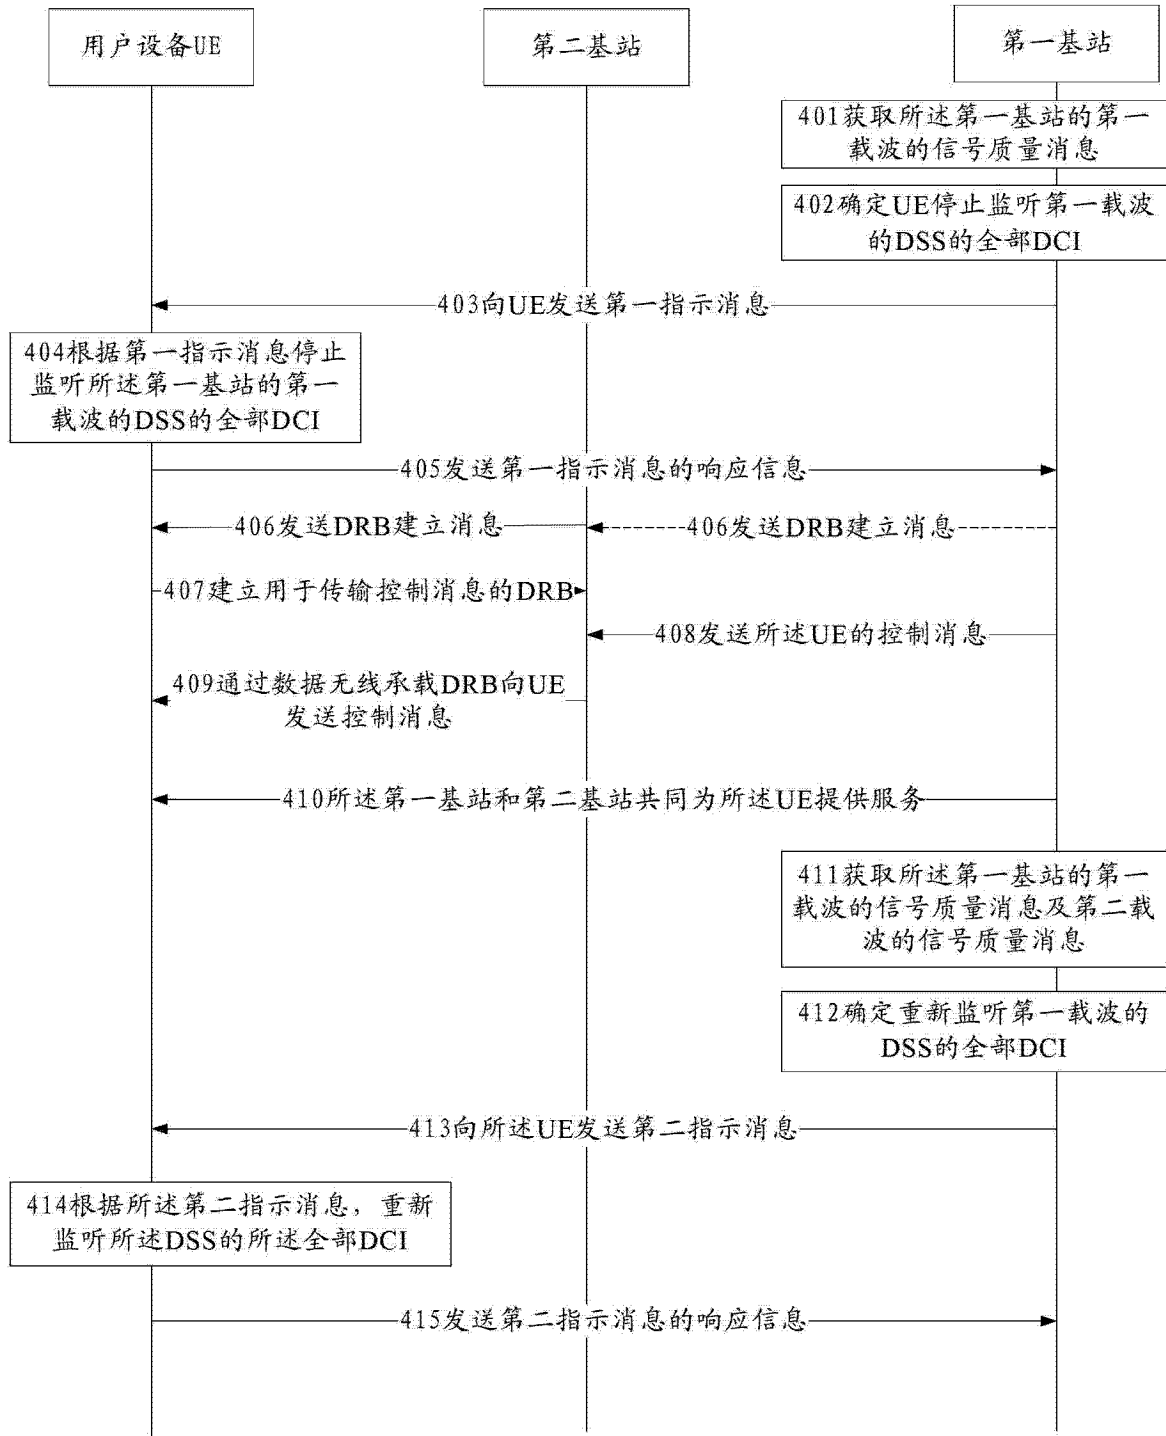 用户设备UE
第二基站
第一基站
401获取所述第一基站的第一
载波的信号质量消息
402确定UE停止监听第一载波
的DSS的全部DCI
403向UE发送第一指示消息
404根据第一指示消息停止
监听所述第一基站的第一
载波的DSS的全部DCI
405发送第一指示消息的响应信息
406发送DRB建立消息
406发送DRB建立消息
407建立用于传输控制消息的DRB
408发送所述UE的控制消息
409通过数据无线承载DRB向UE
发送控制消息
410所述第一基站和第二基站共同为所述UE提供服务
411获取所述第一基站的第一
载波的信号质量消息及第二载
波的信号质量消息
412确定重新监听第一载波的
DSS的全部DCI
413向所述UE发送第二指示消息
414根据所述第二指示消息，重新
监听所述DSS的所述全部DCI
415发送第二指示消息的响应信息